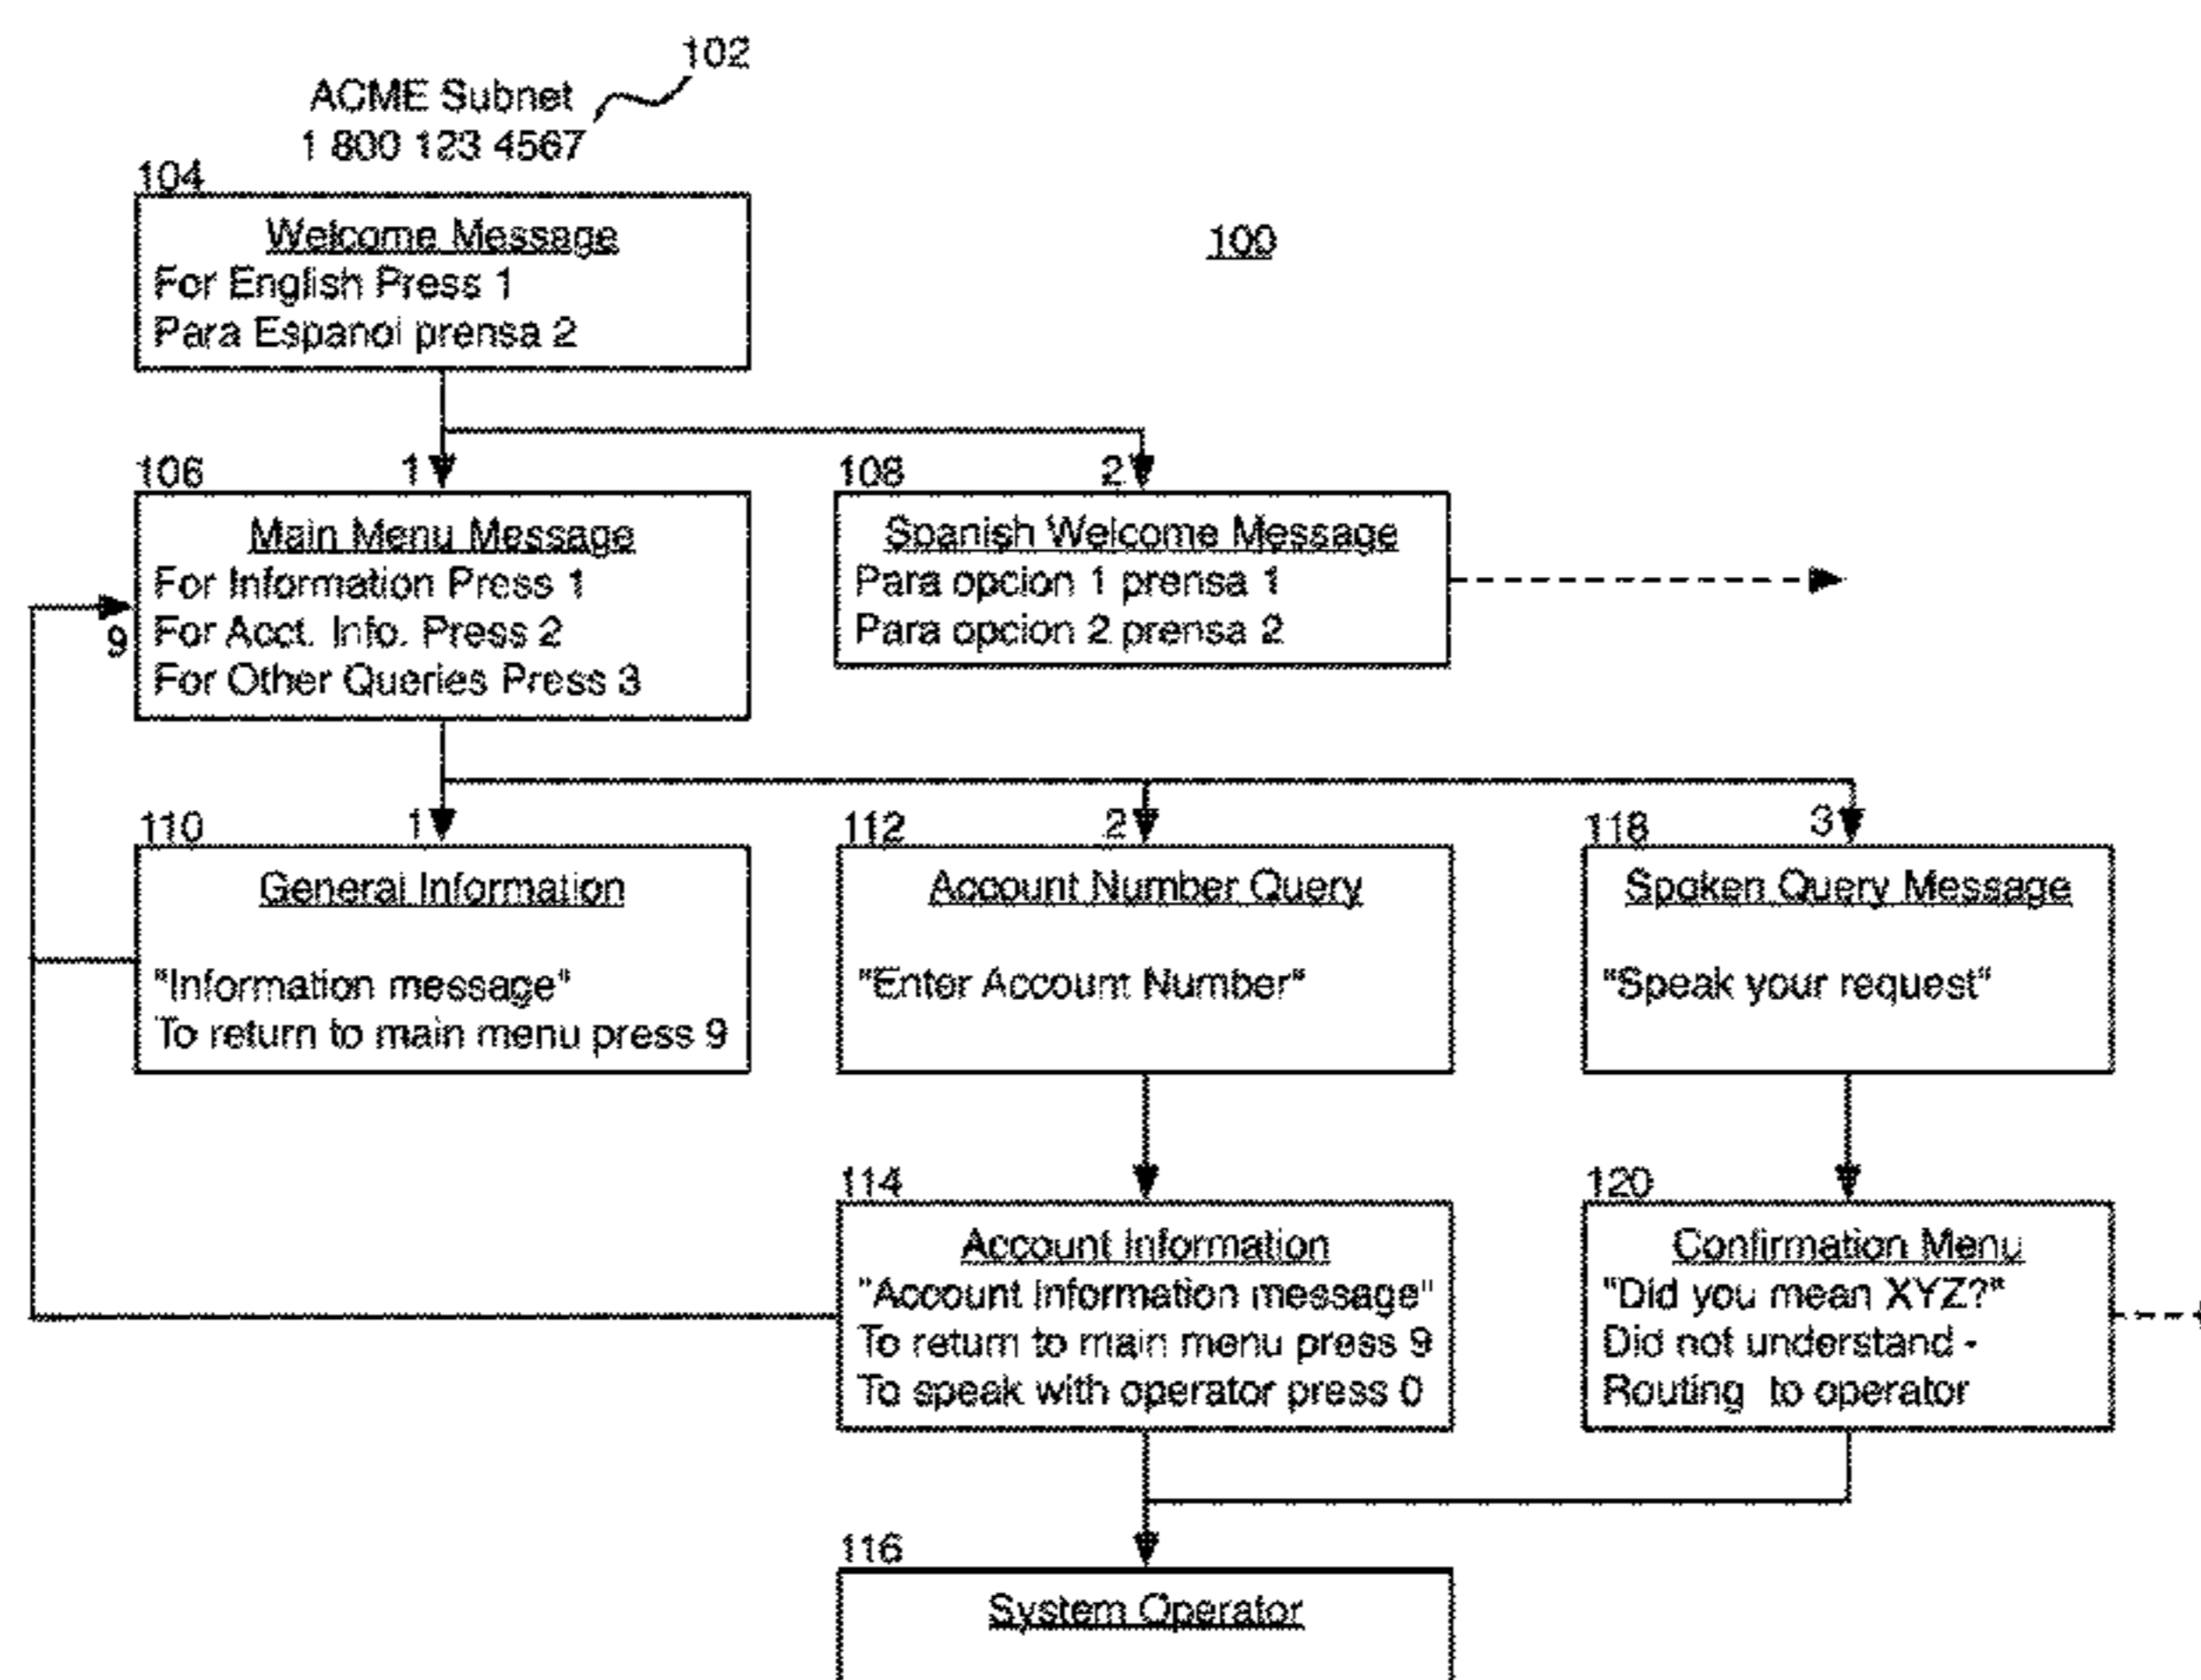 102
ACME Subnet
1 800 123 4567
104
Welcome Message
For English Press 1
Para Espanol prensa 2
100
106
1
Main Menu Message
For Information Press 1
For Acct. Info. Press 2
For Other Queries Press 3
9
108
2
Spanish Welcome Message
Para opcion 1 prensa 1
Para opcion 2 prensa 2
110
1
General Information
"Information message"
To return to main menu press 9
112
2
Account Number Query
"Enter Account Number"
118
3
Spoken Query Message
"Speak your request"
114
Account Information
"Account Information message"
To return to main menu press 9
To speak with operator press 0
120
Confirmation Menu
"Did you mean XYZ?"
Did not understand -
Routing to operator
116
System Operator